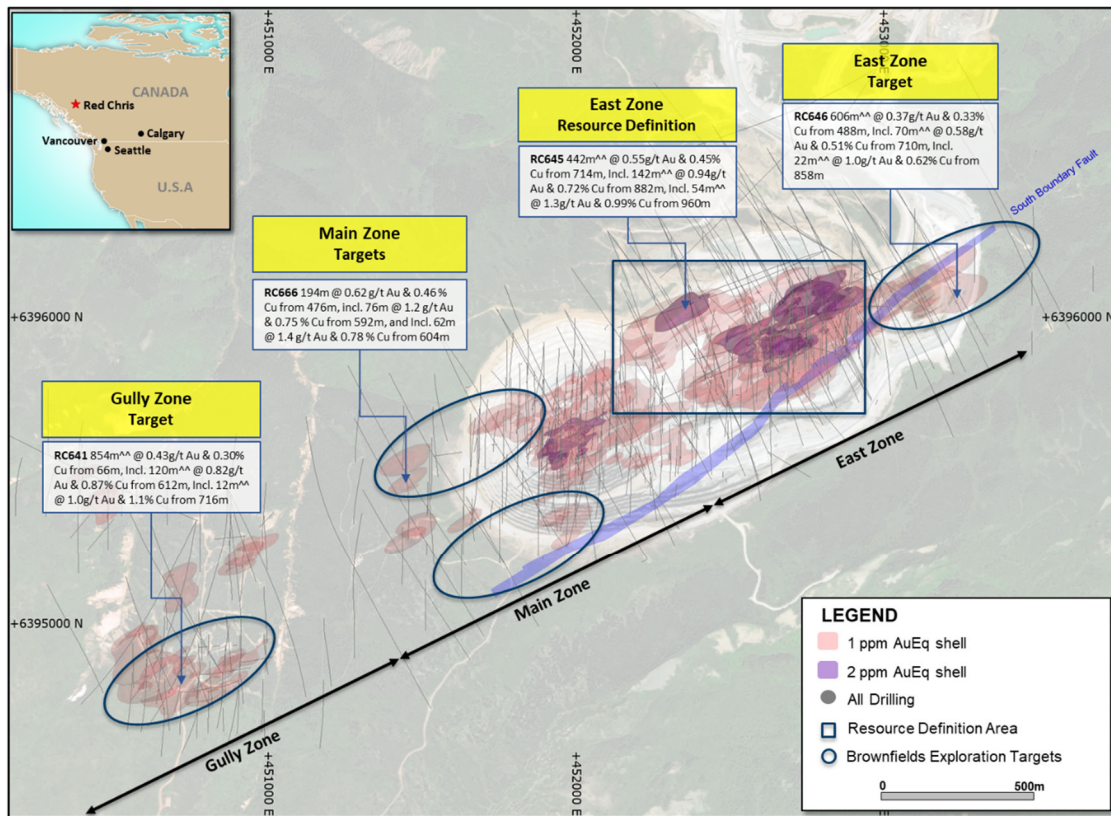 +451000 E
+452000 E
+453000 E
CANADA
Red Chris
Vancouver
Calgary
Seattle
U.S.A
East Zone
Target
RC646 606m^^ @ 0.37g/t Au & 0.33%
Cu from 488m, Incl. 70m^^ @ 0.58g/t
Au & 0.51% Cu from 710m, Incl.
22m^^ @ 1.0g/t Au & 0.62% Cu from
858m
East Zone
Resource Definition
RC645 442m^^ @ 0.55g/t Au & 0.45%
Cu from 714m, Incl. 142m^^ @ 0.94g/t
Au & 0.72% Cu from 882m, Incl. 54m^^
@ 1.3g/t Au & 0.99% Cu from 960m
South Boundary Fault
Main Zone
Targets
RC666 194m @ 0.62 g/t Au & 0.46 %
Cu from 476m, incl. 76m @ 1.2 g/t Au
& 0.75 % Cu from 592m, and Incl. 62m
@ 1.4 g/t Au & 0.78 % Cu from 604m
+6396000 N
+6396000 N
Gully Zone
Target
RC641 854m^^ @ 0.43g/t Au & 0.30%
Cu from 66m, Incl. 120m^^ @ 0.82g/t
Au & 0.87% Cu from 612m, Incl. 12m^^
@ 1.0g/t Au & 1.1% Cu from 716m
East Zone
Main Zone
Gully Zone
+6395000 N
+451000 E
+452000 E
LEGEND
1 ppm AuEq shell
2 ppm AuEq shell
All Drilling
Resource Definition Area
Brownfields Exploration Targets
0 500m